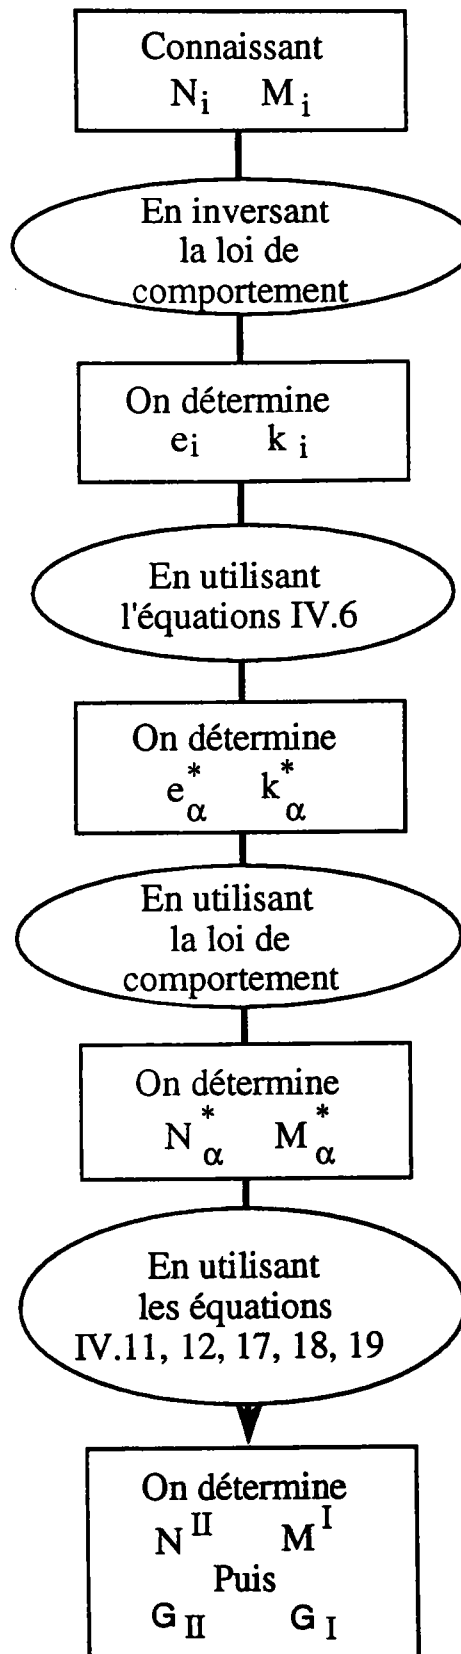 Connaissant
N_i M_i
En inversant
la loi de
comportement
On détermine
e_i k_i
En utilisant
l'équations IV.6
On détermine
e*_α k*_α
En utilisant
la loi de
comportement
On détermine
N*_α M*_α
En utilisant
les équations
IV.11, 12, 17, 18, 19
On détermine
N^II M^I
Puis
G_II G_I